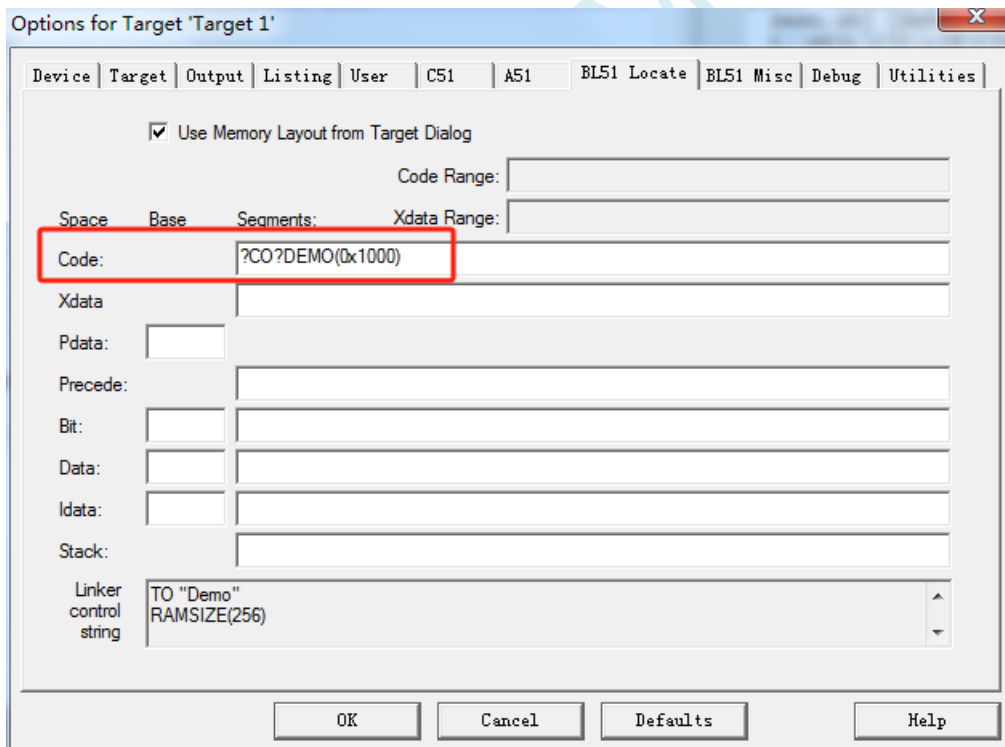 Options for Target 'Target 1'
Device Target Output Listing User C51 A51 BL51 Locate BL51 Misc Debug Utilities
Use Memory Layout from Target Dialog
Code Range:
Space Base Segments: Xdata Range:
Code: ?CO?DEMO(0x1000)
Xdata
Pdata:
Precede:
Bit:
Data:
Idata:
Stack:
Linker control string
TO "Demo"
RAMSIZE(256)
OK Cancel Defaults Help